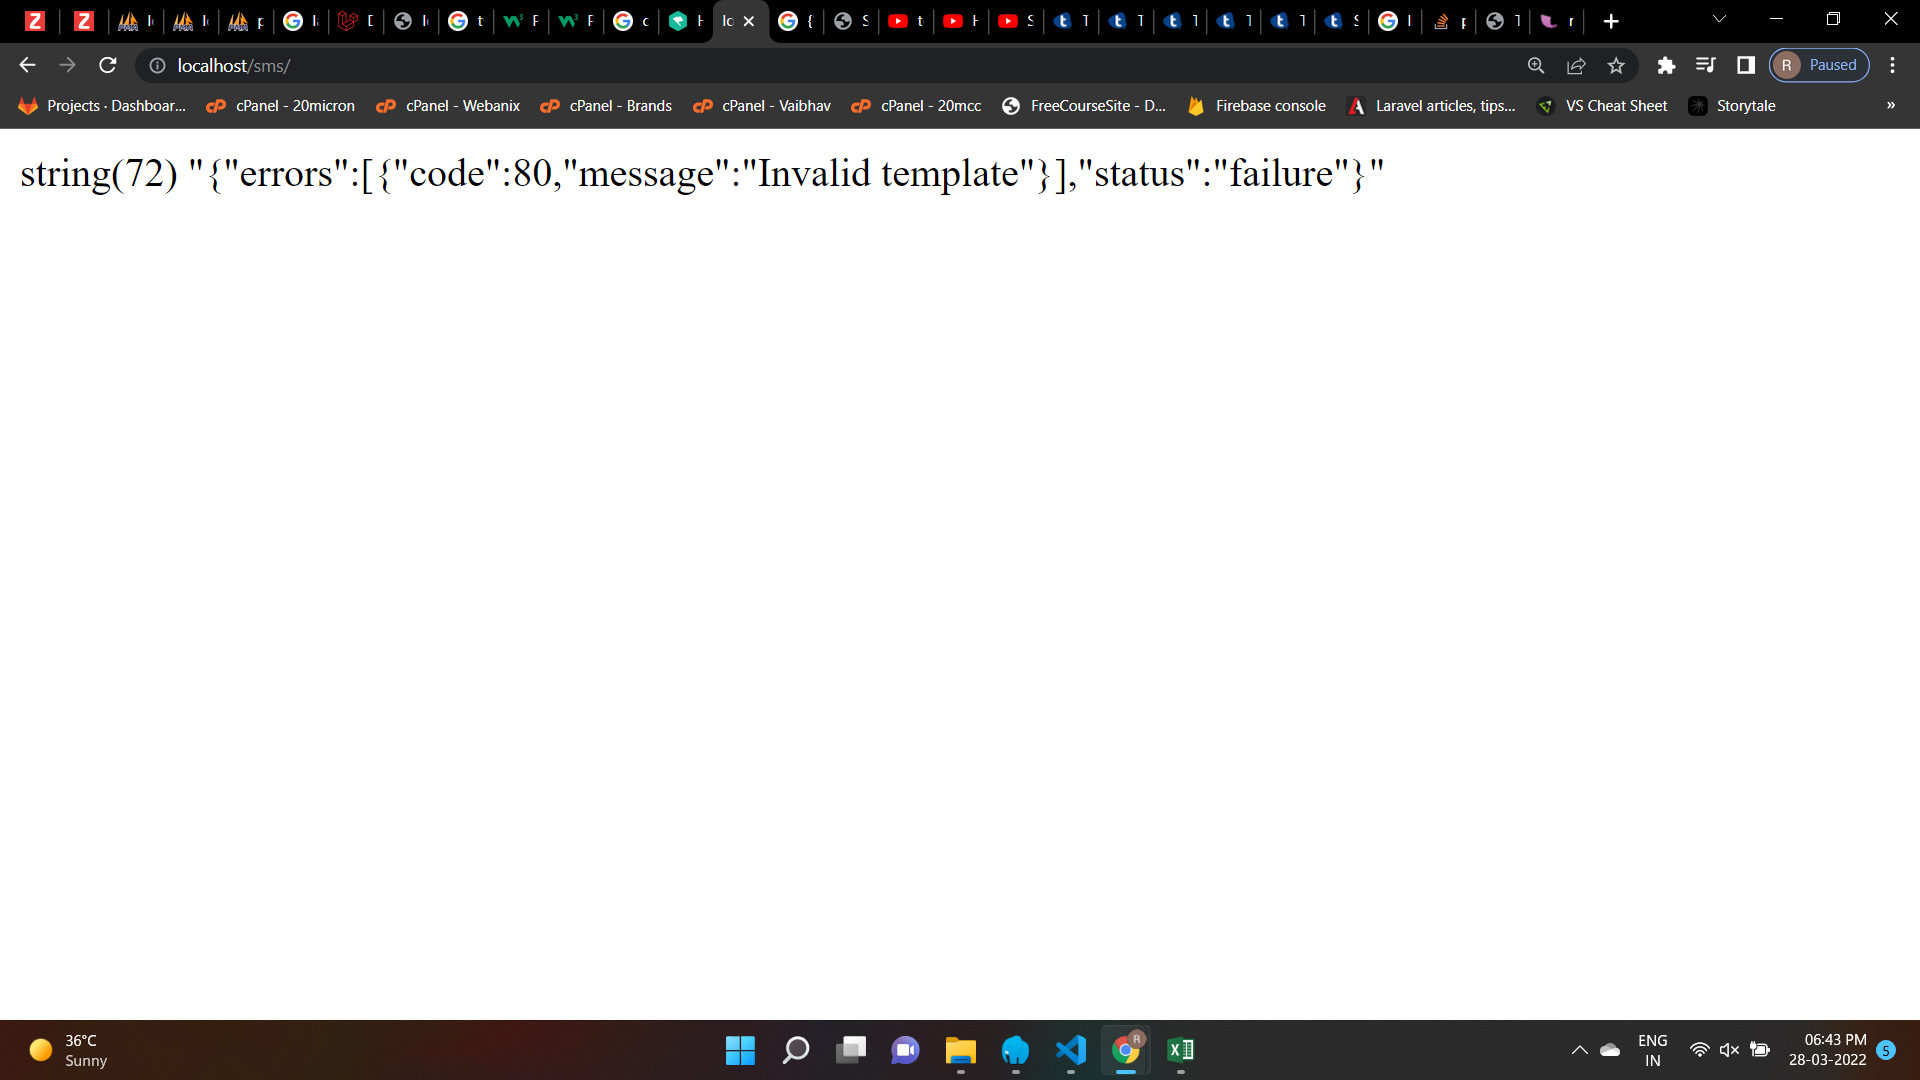 localhost/sms/
R Paused
Projects · Dashboar... cPanel - 20micron cPanel - Webanix cPanel - Brands cPanel - Vaibhav cPanel - 20mcc FreeCourseSite - D... Firebase console Laravel articles, tips... VS Cheat Sheet Storytale »
string(72) "{"errors":[{"code":80,"message":"Invalid template"}],"status":"failure"}"
36°C
Sunny
ENG
IN
06:43 PM
28-03-2022
5